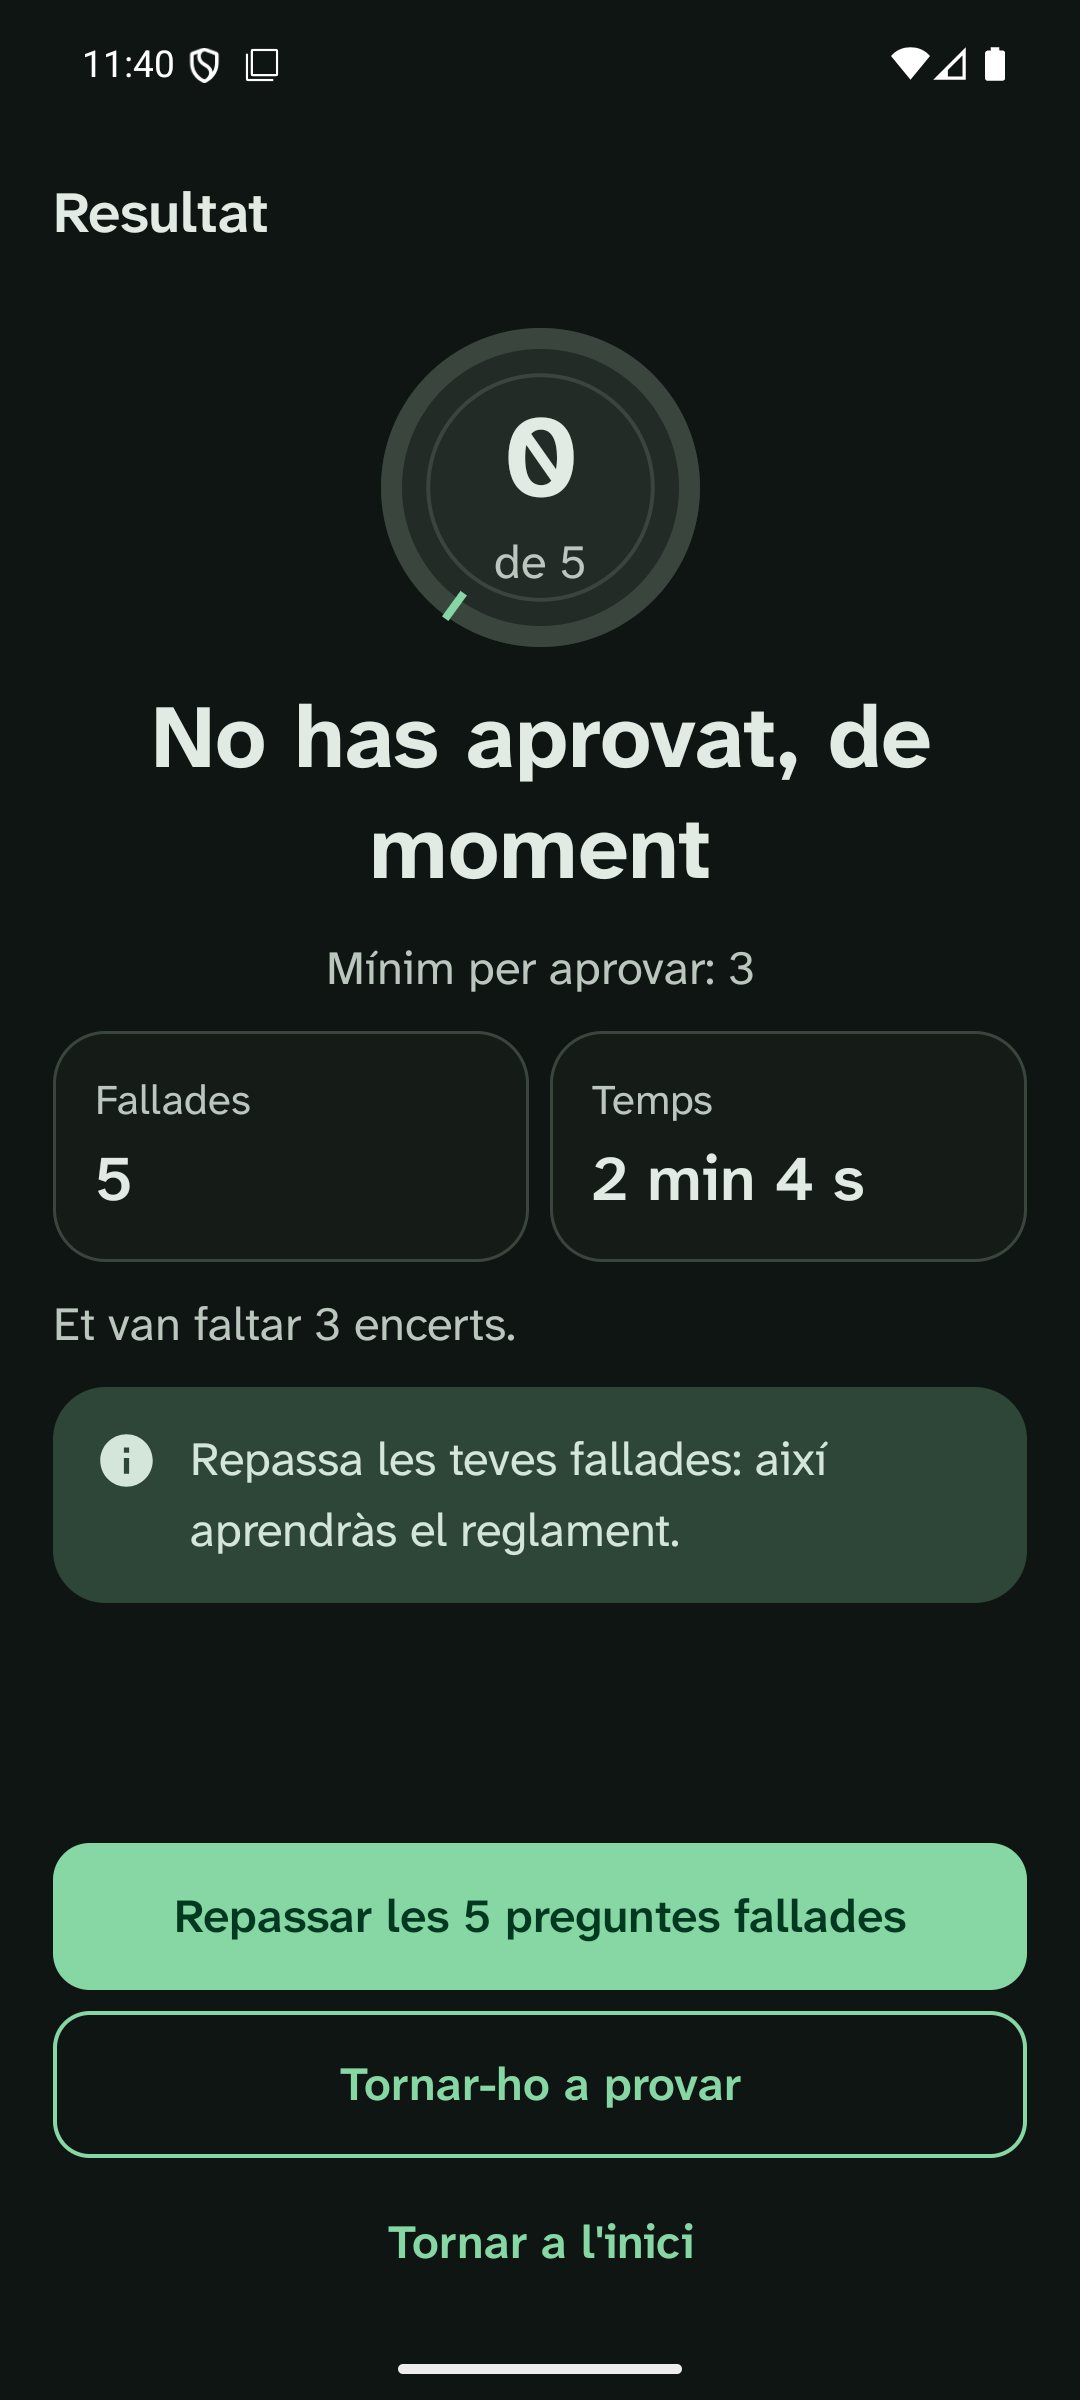 11:40
Resultat
0
de 5
No has aprovat, de
moment
Mínim per aprovar: 3
Fallades
5
Temps
2 min 4 s
Et van faltar 3 encerts.
Repassa les teves fallades: així
aprendràs el reglament.
Repassar les 5 preguntes fallades
Tornar-ho a provar
Tornar a l'inici